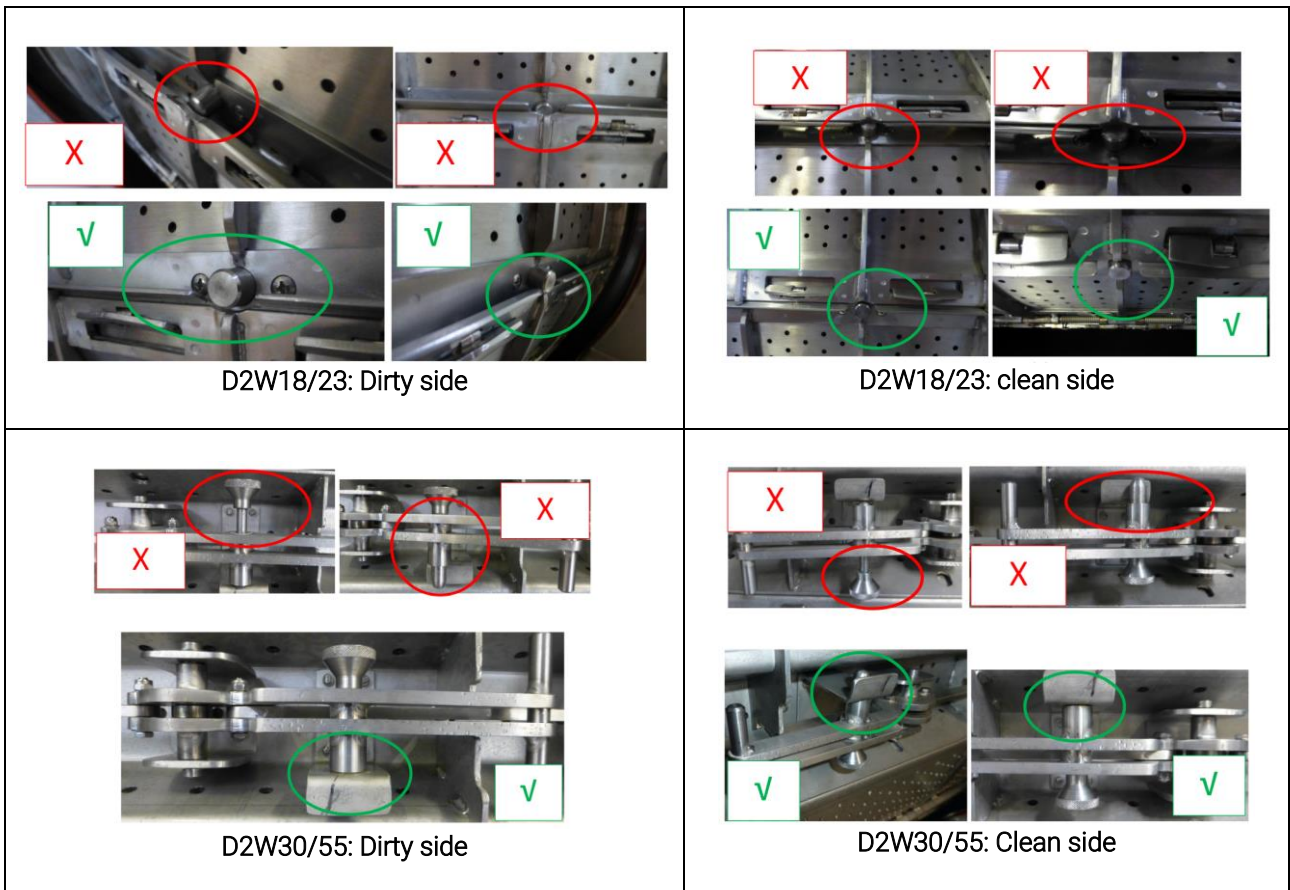 X
X
√
√
D2W18/23: Dirty side
X
X
√
√
D2W18/23: clean side
X
X
√
D2W30/55: Dirty side
X
X
√
√
D2W30/55: Clean side